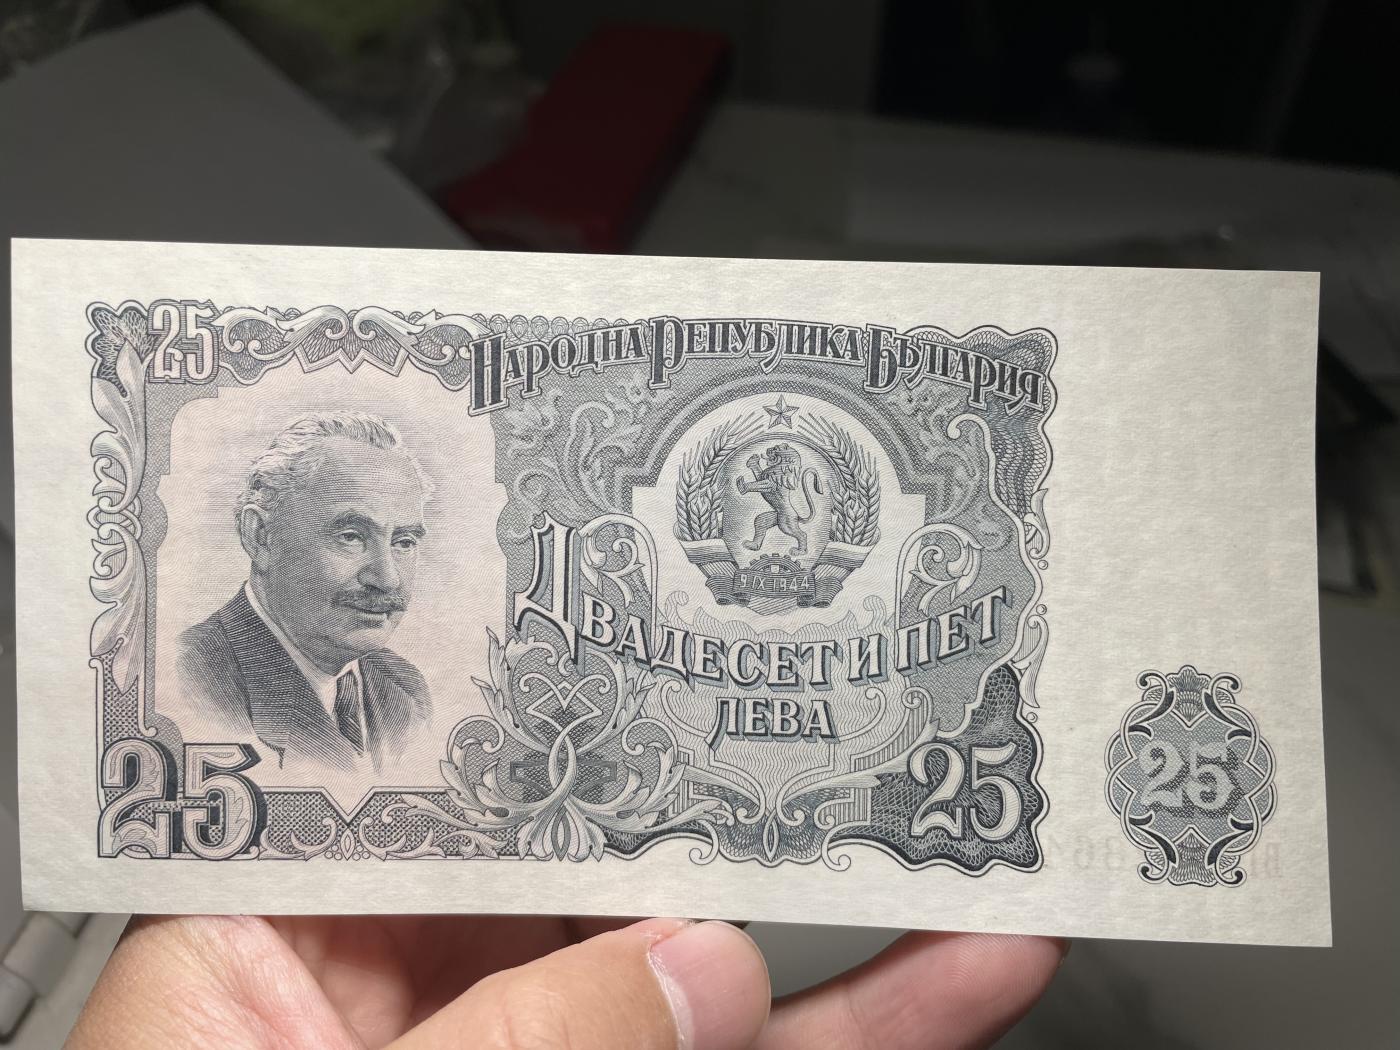 25
Народна Република България
9 IX 1944
Двадесет и пет
лева
25
25
25